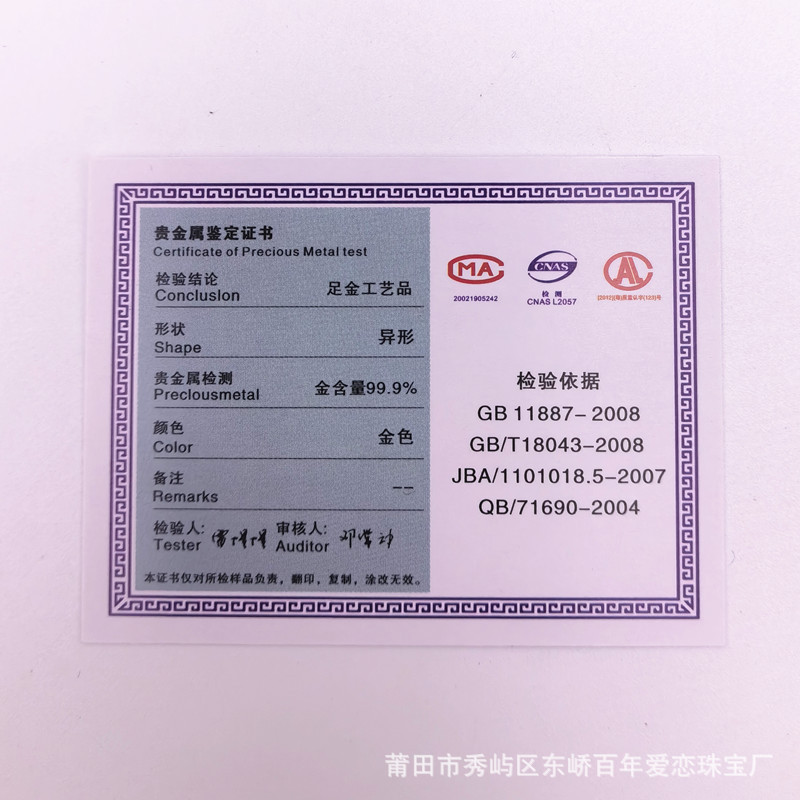 贵金属鉴定证书
Certificate of Precious Metal test
检验结论
Concluslon
足金工艺品
形状
Shape
异形
贵金属检测
Preclousmetal
金含量99.9%
颜色
Color
金色
备注
Remarks
--
检验人:
Tester
审核人:
Auditor
本证书仅对所检样品负责，翻印，复制，涂改无效。
MA
20021905242
CNAS
检 测
CNAS L2057
AL
检验依据
GB 11887-2008
GB/T18043-2008
JBA/1101018.5-2007
QB/71690-2004
莆田市秀屿区东峤百年爱恋珠宝厂